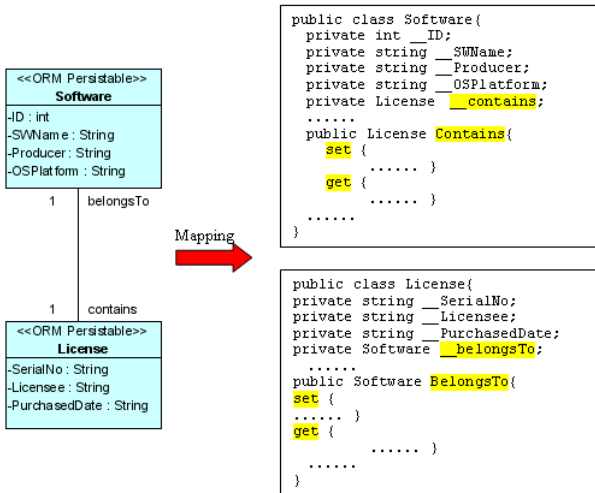 <<ORM Persistable>>
Software
-ID : int
-SWName : String
-Producer : String
-OSPlatform : String
1 belongsTo
1 contains
<<ORM Persistable>>
License
-SerialNo : String
-Licensee : String
-PurchasedDate : String
Mapping
public class Software{
private int __ID;
private string __SWName;
private string __Producer;
private string __OSPlatform;
private License __contains;
......
public License Contains{
set {
...... }
get {
...... }
......
}
public class License{
private string __SerialNo;
private string __Licensee;
private string __PurchasedDate;
private Software __belongsTo;
......
public Software BelongsTo{
set {
...... }
get {
...... }
......
}